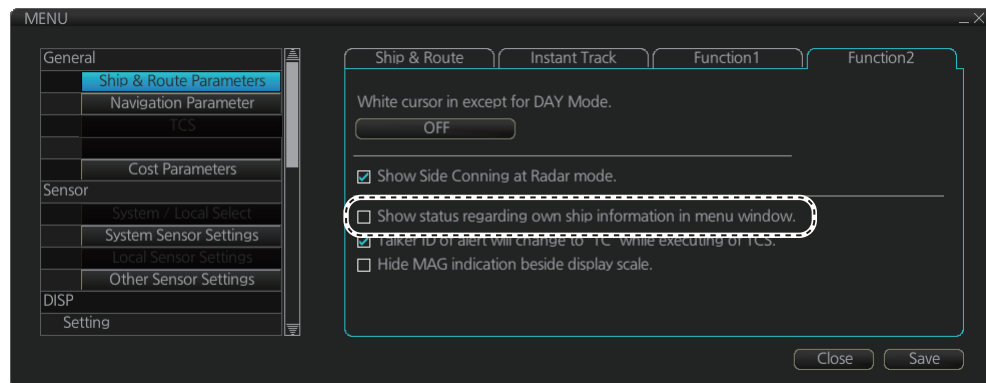 MENU
General
Ship & Route Parameters
Navigation Parameter
TCS
Cost Parameters
Sensor
System / Local Select
System Sensor Settings
Local Sensor Settings
Other Sensor Settings
DISP
Setting
Ship & Route
Instant Track
Function1
Function2
White cursor in except for DAY Mode.
OFF
Show Side Conning at Radar mode.
Show status regarding own ship information in menu window.
Talker ID of alert will change to "TC" while executing of TCS.
Hide MAG indication beside display scale.
Close
Save